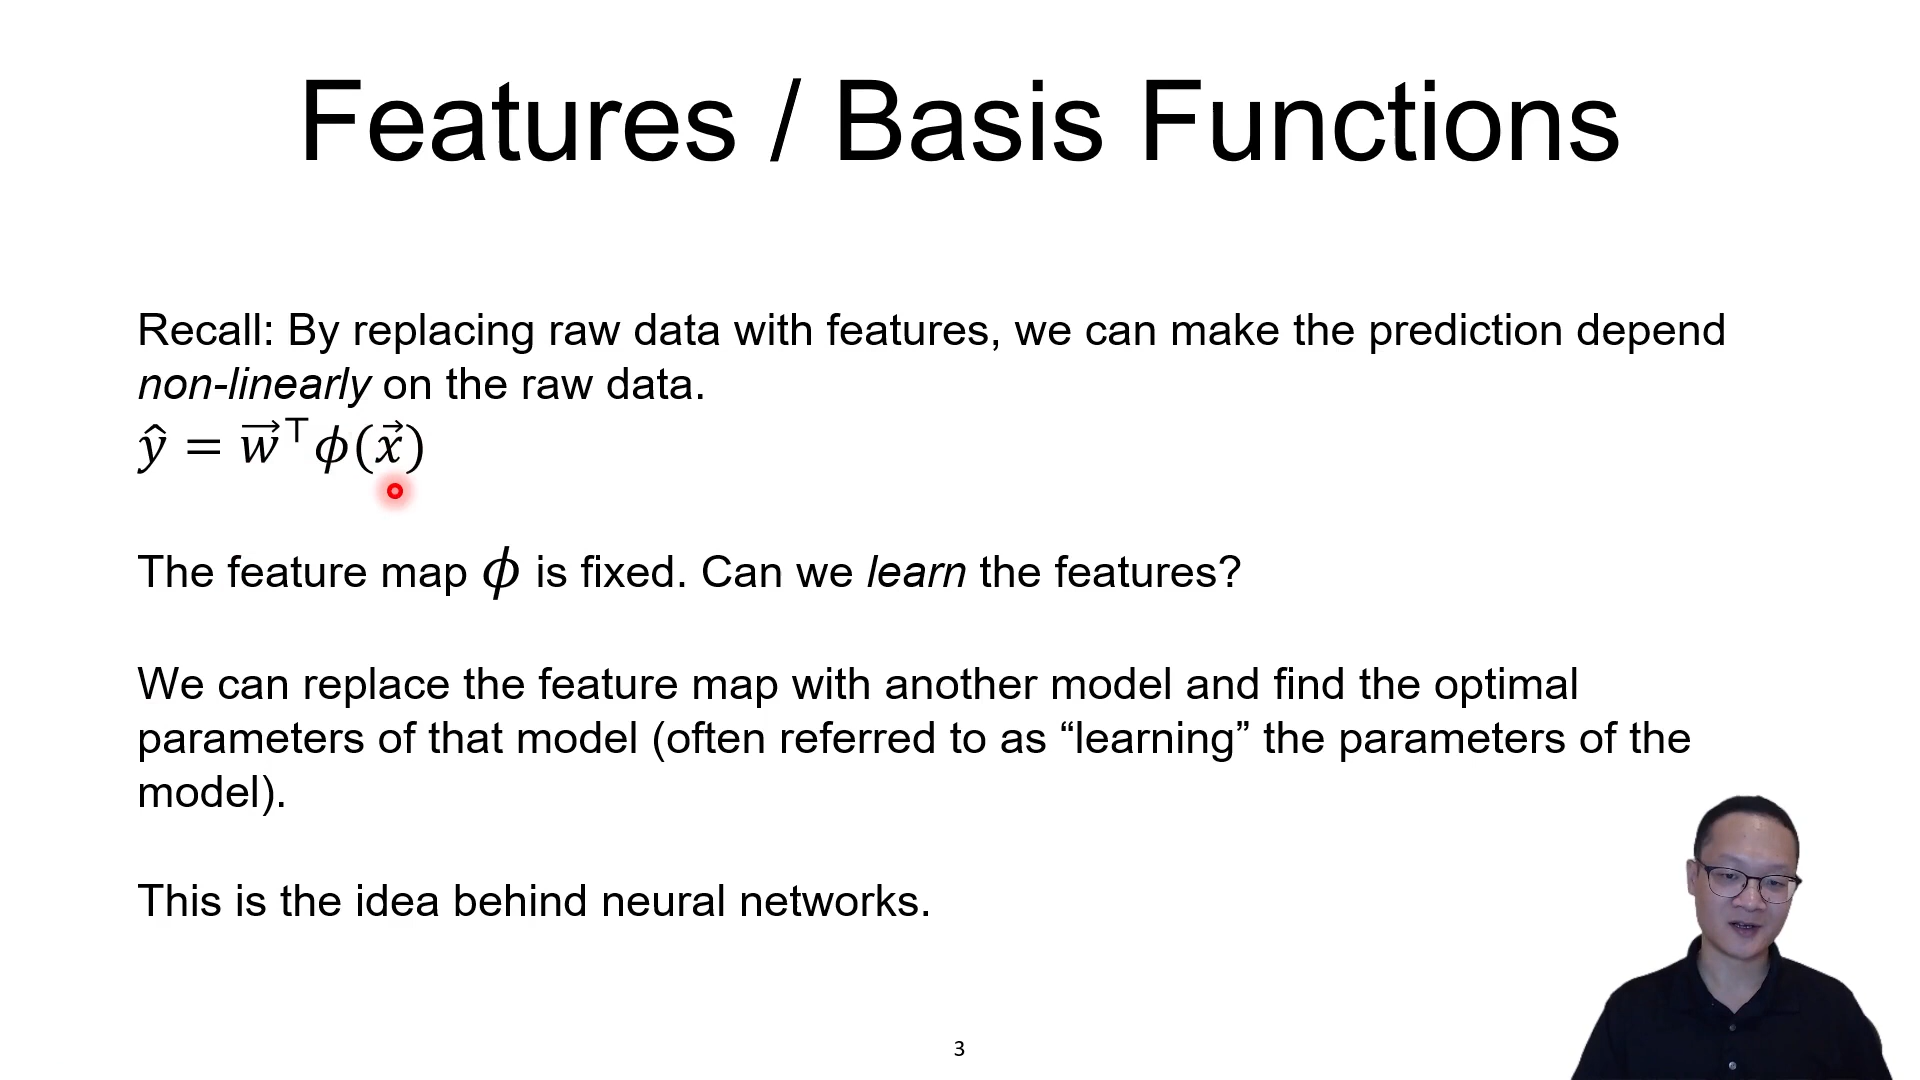 Features / Basis Functions
Recall: By replacing raw data with features, we can make the prediction depend
non-linearly on the raw data.
ŷ = w⃗⊤ϕ(x⃗)
The feature map ϕ is fixed. Can we learn the features?
We can replace the feature map with another model and find the optimal
parameters of that model (often referred to as “learning” the parameters of the
model).
This is the idea behind neural networks.
3